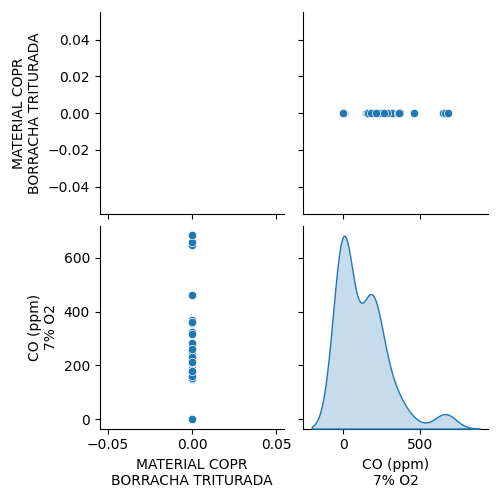 0.04
0.02
0.00
−0.02
−0.04
MATERIAL COPR
BORRACHA TRITURADA
600
400
200
0
CO (ppm)
7% O2
−0.05
0.00
0.05
MATERIAL COPR
BORRACHA TRITURADA
0
500
CO (ppm)
7% O2